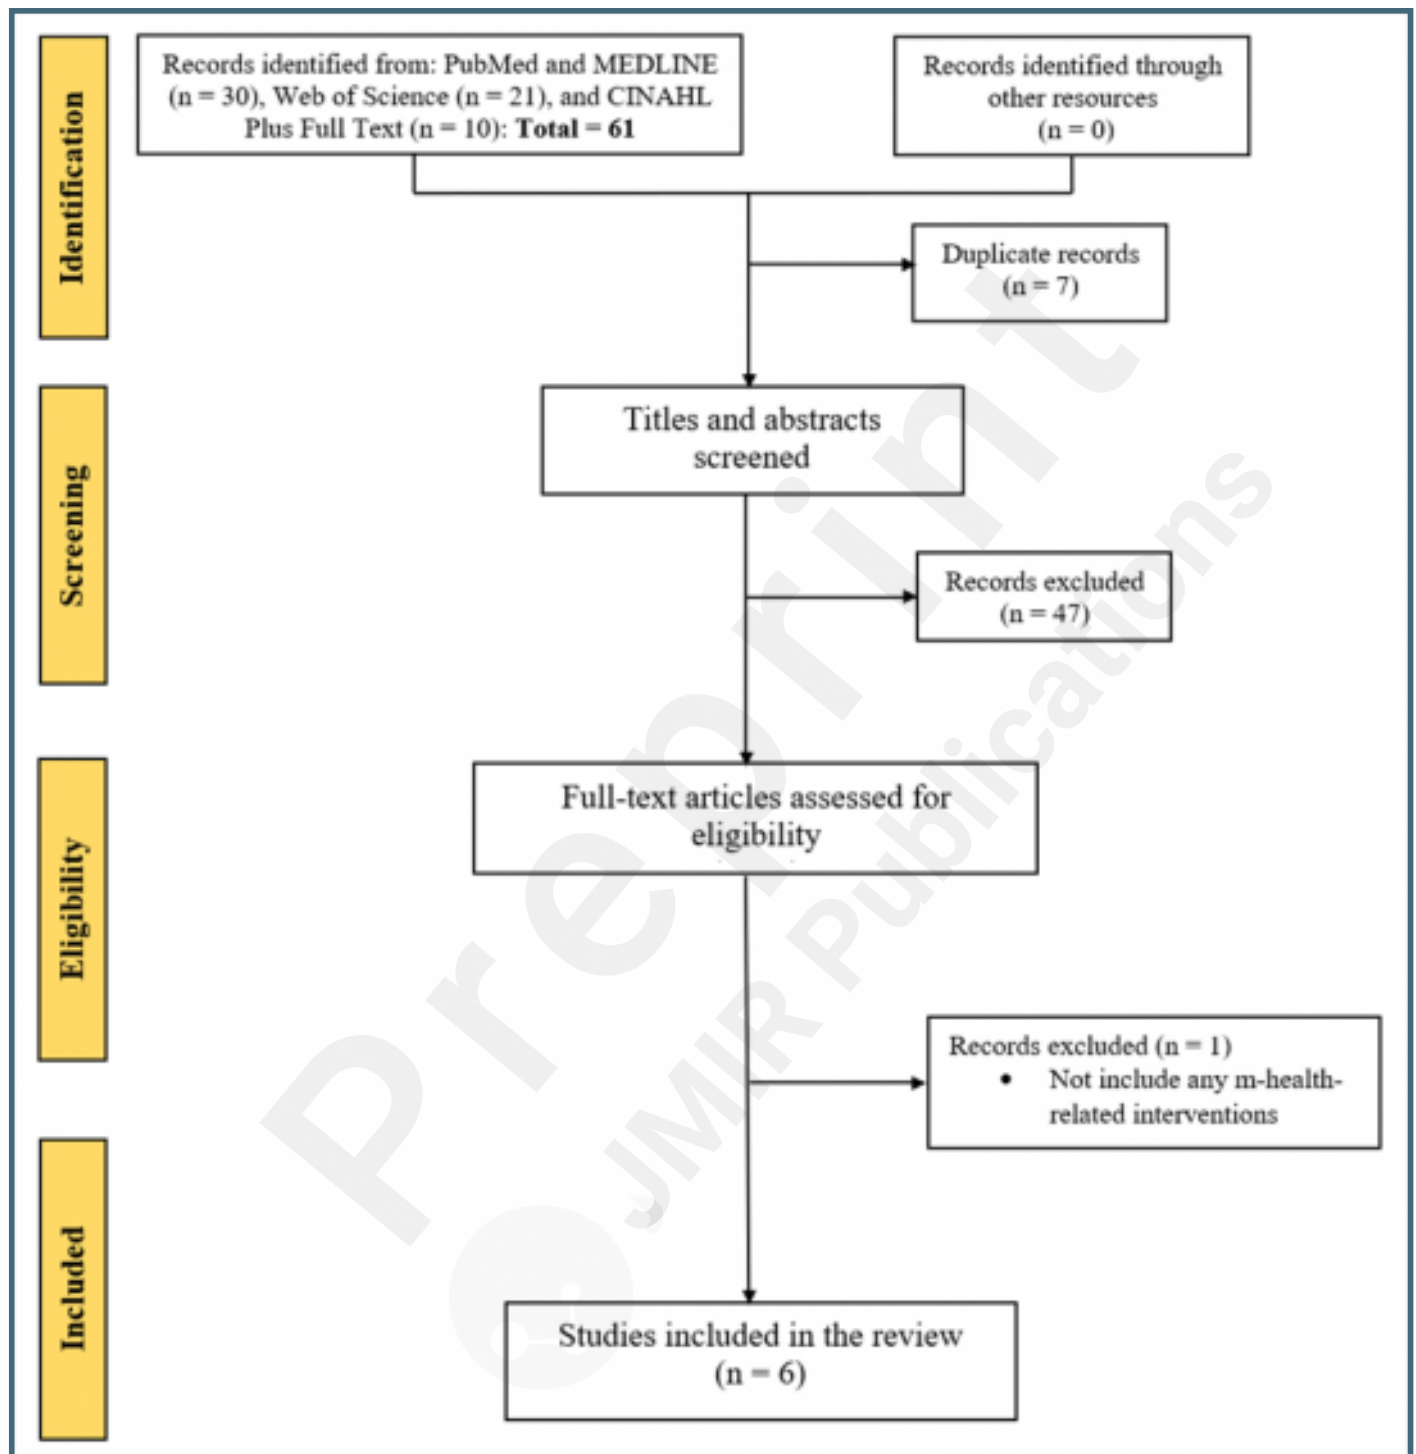 Identification
Records identified from: PubMed and MEDLINE
(n = 30), Web of Science (n = 21), and CINAHL
Plus Full Text (n = 10): Total = 61
Records identified through
other resources
(n = 0)
Duplicate records
(n = 7)
Screening
Titles and abstracts
screened
Records excluded
(n = 47)
Eligibility
Full-text articles assessed for
eligibility
Records excluded (n = 1)
• Not include any m-health-
related interventions
Included
Studies included in the review
(n = 6)
Preprint
JMIR Publications